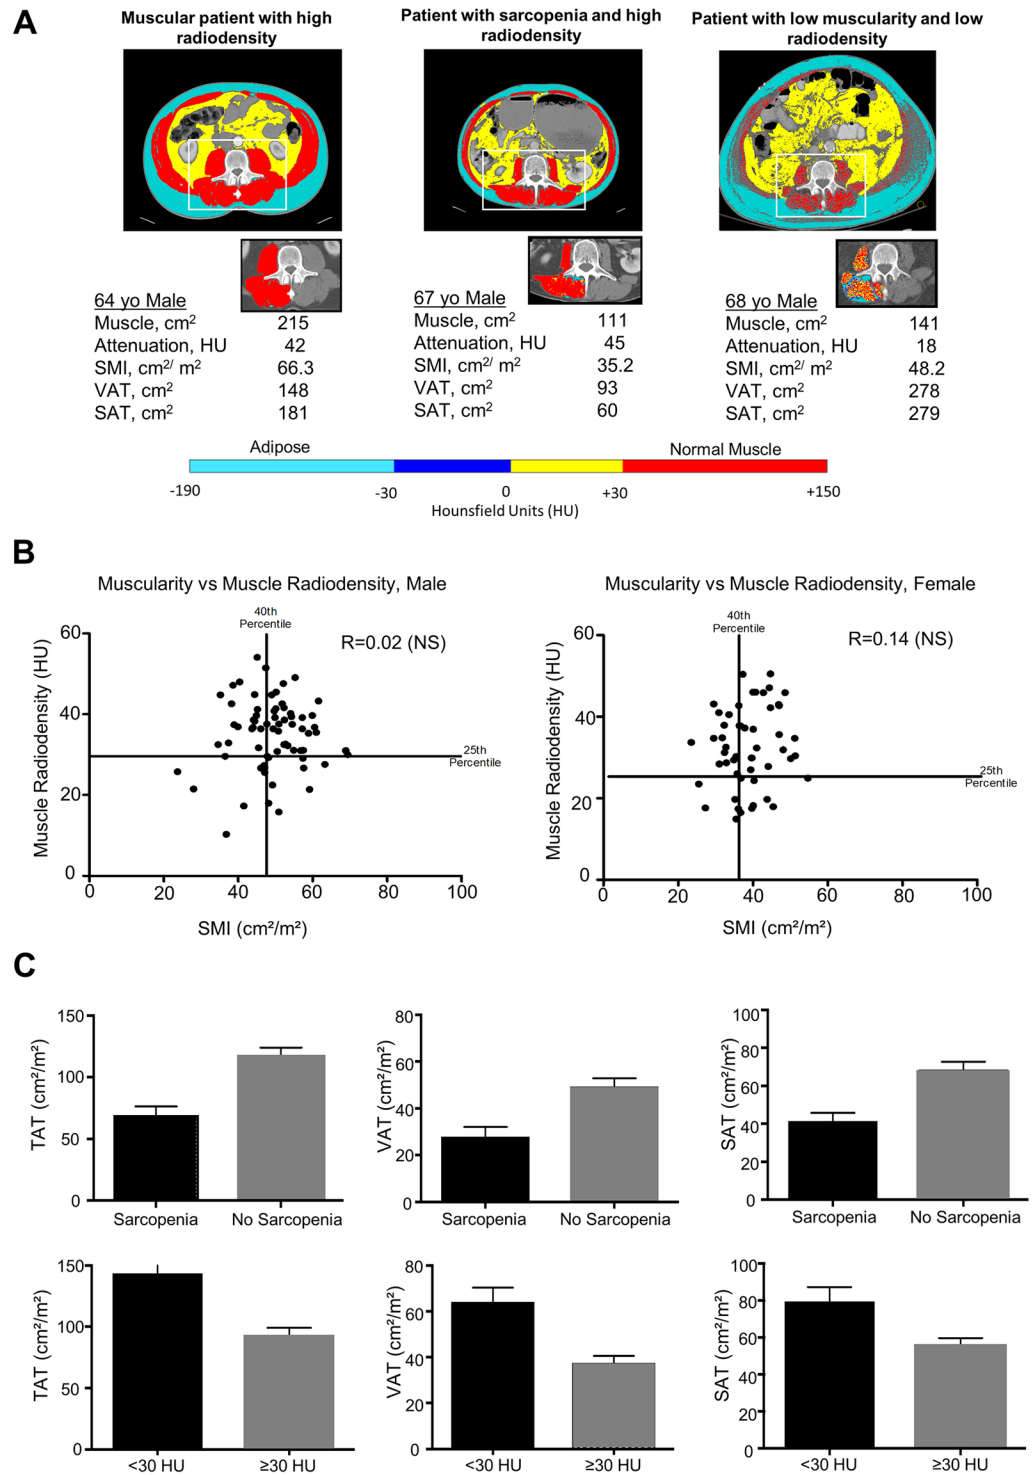 A
Muscular patient with high
radiodensity
Patient with sarcopenia and high
radiodensity
Patient with low muscularity and low
radiodensity
64 yo Male
Muscle, cm² 215
Attenuation, HU 42
SMI, cm²/ m² 66.3
VAT, cm² 148
SAT, cm² 181
67 yo Male
Muscle, cm² 111
Attenuation, HU 45
SMI, cm²/ m² 35.2
VAT, cm² 93
SAT, cm² 60
68 yo Male
Muscle, cm² 141
Attenuation, HU 18
SMI, cm²/ m² 48.2
VAT, cm² 278
SAT, cm² 279
Adipose Normal Muscle
-190 -30 0 +30 +150
Hounsfield Units (HU)
B
Muscularity vs Muscle Radiodensity, Male
40th
Percentile
R=0.02 (NS)
25th
Percentile
Muscle Radiodensity (HU)
60
40
20
0
0 20 40 60 80 100
SMI (cm²/m²)
Muscularity vs Muscle Radiodensity, Female
40th
Percentile
R=0.14 (NS)
25th
Percentile
Muscle Radiodensity (HU)
60
40
20
0
0 20 40 60 80 100
SMI (cm²/m²)
C
TAT (cm²/m²)
150
100
50
0
Sarcopenia No Sarcopenia
VAT (cm²/m²)
80
60
40
20
0
Sarcopenia No Sarcopenia
SAT (cm²/m²)
100
80
60
40
20
0
Sarcopenia No Sarcopenia
TAT (cm²/m²)
150
100
50
0
<30 HU ≥30 HU
VAT (cm²/m²)
80
60
40
20
0
<30 HU ≥30 HU
SAT (cm²/m²)
100
80
60
40
20
0
<30 HU ≥30 HU